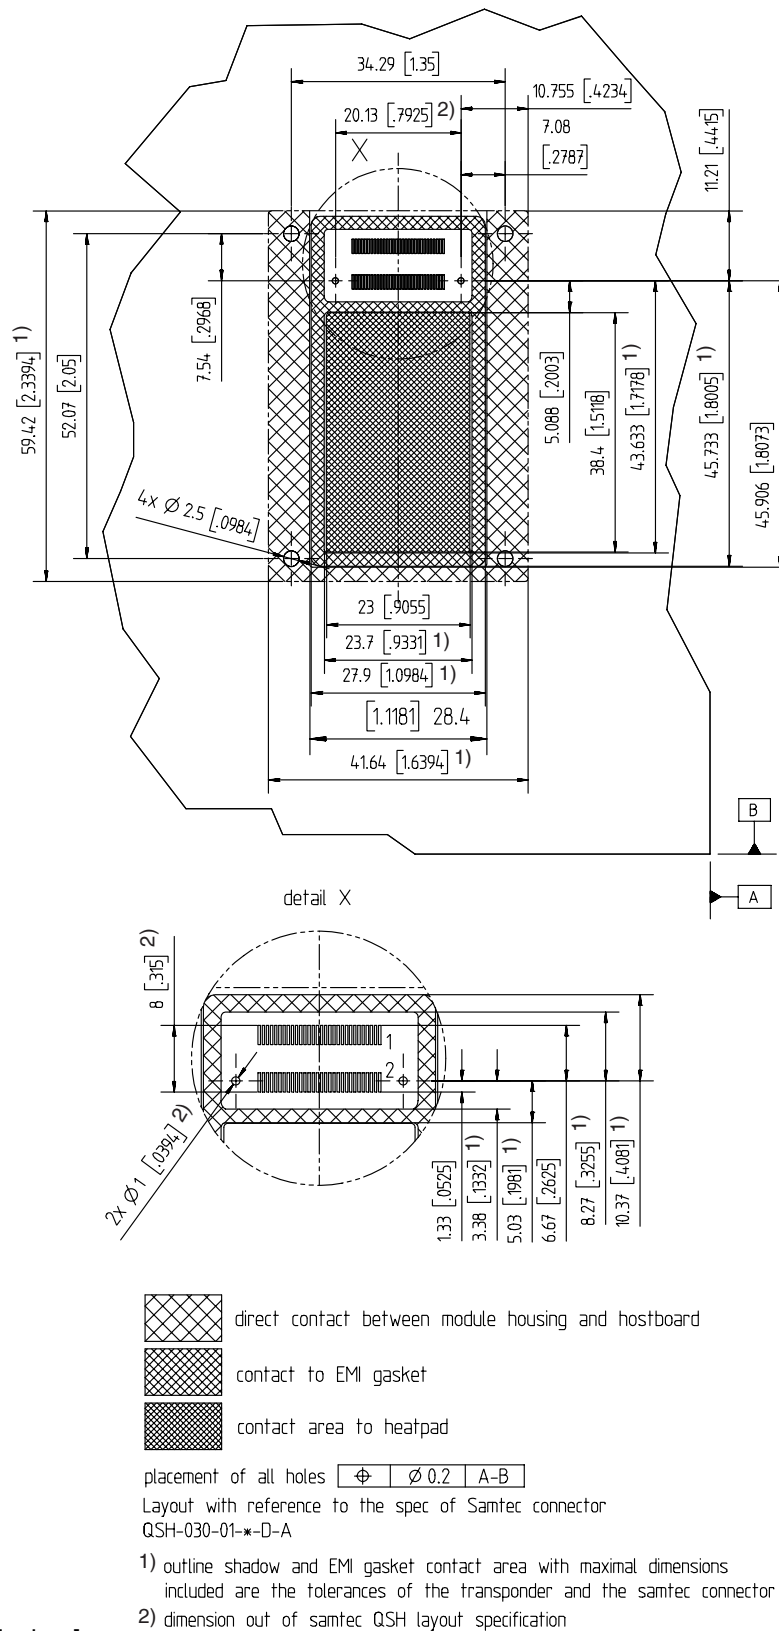 34.29 [1.35]
10.755 [.4234]
20.13 [.7925] 2)
7.08
[.2787]
X
11.21 [.4415]
59.42 [2.3394] 1)
52.07 [2.05]
7.54 [.2968]
5.088 [.2003]
38.4 [1.5118]
43.633 [1.7178] 1)
45.733 [1.8005] 1)
45.906 [1.8073]
4x Ø 2.5 [.0984]
23 [.9055]
23.7 [.9331] 1)
27.9 [1.0984] 1)
[1.1181] 28.4
41.64 [1.6394] 1)
B
A
detail X
8 [.315] 2)
1
2
2x Ø 1 [.0394] 2)
1.33 [.0525]
3.38 [.1332] 1)
5.03 [.1981] 1)
6.67 [.2625]
8.27 [.3255] 1)
10.37 [.4081] 1)
direct contact between module housing and hostboard
contact to EMI gasket
contact area to heatpad
placement of all holes ⌖ Ø 0.2 A-B
Layout with reference to the spec of Samtec connector
QSH-030-01-*-D-A
1) outline shadow and EMI gasket contact area with maximal dimensions
included are the tolerances of the transponder and the samtec connector
2) dimension out of samtec QSH layout specification